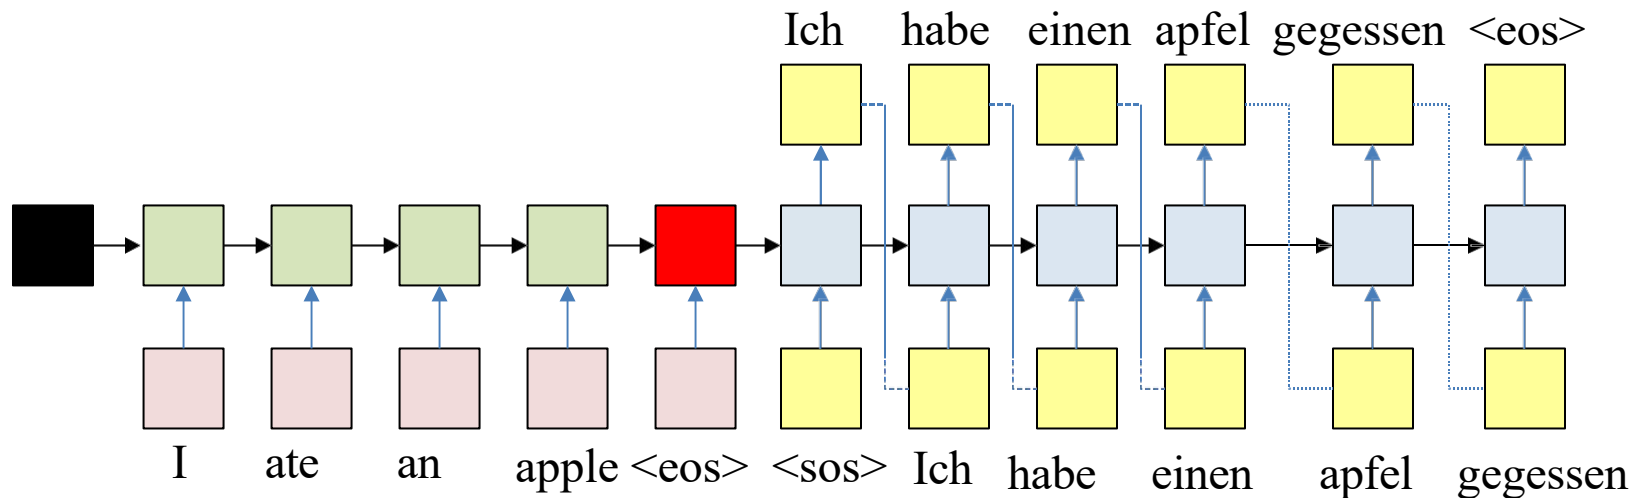 Ich habe einen apfel gegessen <eos>
I ate an apple <eos> <sos> Ich habe einen apfel gegessen